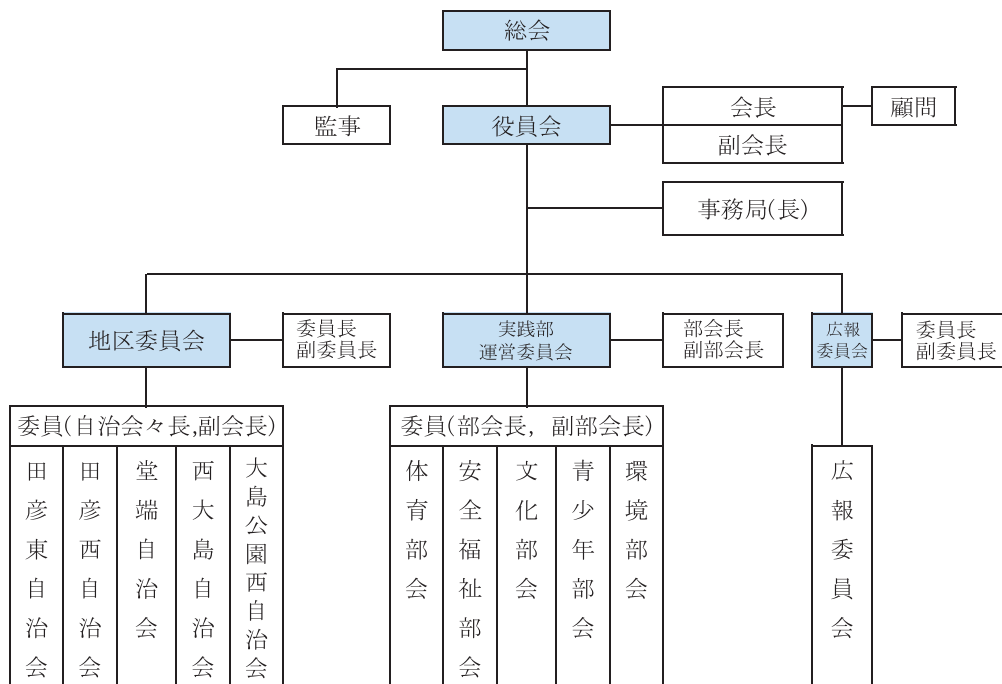 総会
監事
役員会
会長
顧問
副会長
事務局(長)
地区委員会
委員長
副委員長
実践部
運営委員会
部会長
副部会長
広報
委員会
委員長
副委員長
委員(自治会々長,副会長)
委員(部会長，副部会長)
田彦東自治会
田彦西自治会
堂端自治会
西大島自治会
大島公園西自治会
体育部会
安全福祉部会
文化部会
青少年部会
環境部会
広報委員会